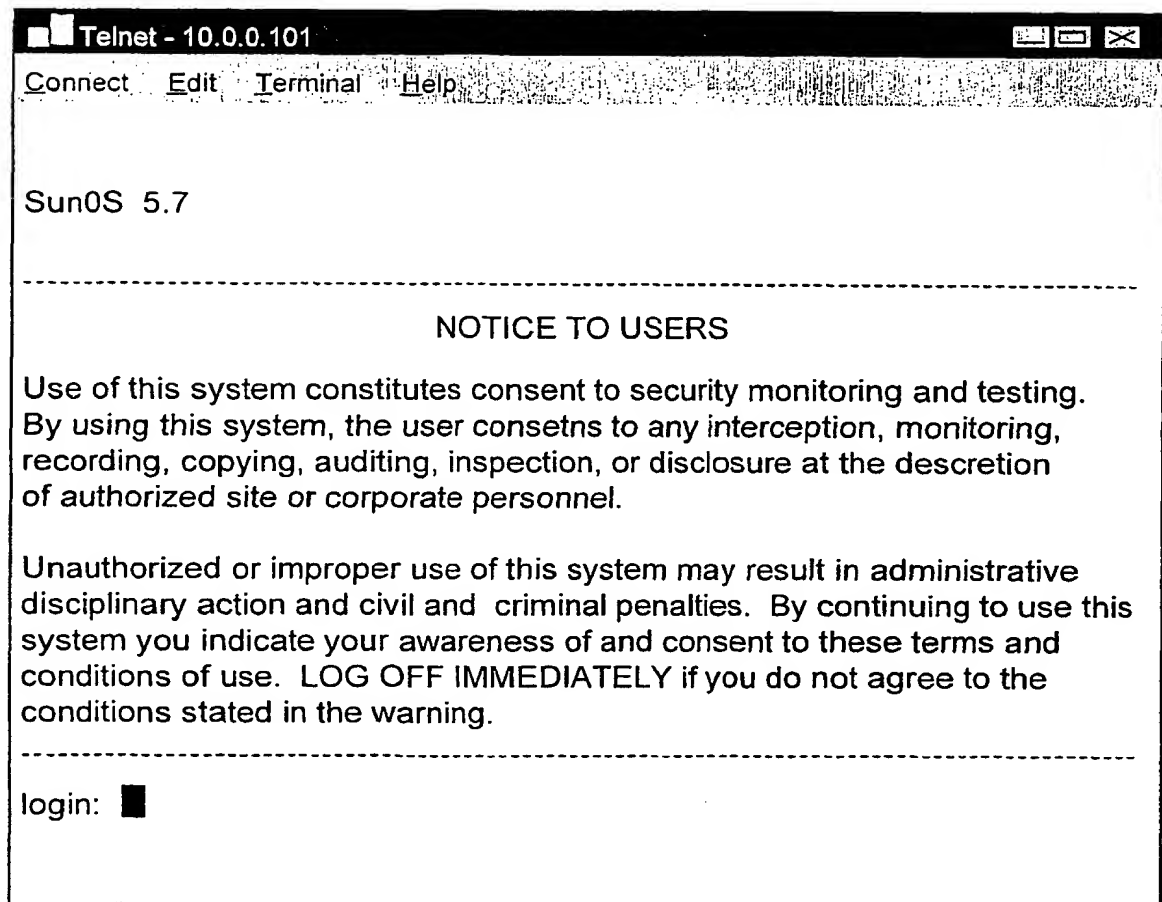 Telnet - 10.0.0.101
Connect Edit Terminal Help
Sun0S 5.7
NOTICE TO USERS
Use of this system constitutes consent to security monitoring and testing.
By using this system, the user consetns to any interception, monitoring,
recording, copying, auditing, inspection, or disclosure at the descretion
of authorized site or corporate personnel.
Unauthorized or improper use of this system may result in administrative
disciplinary action and civil and criminal penalties. By continuing to use this
system you indicate your awareness of and consent to these terms and
conditions of use. LOG OFF IMMEDIATELY if you do not agree to the
conditions stated in the warning.
login: